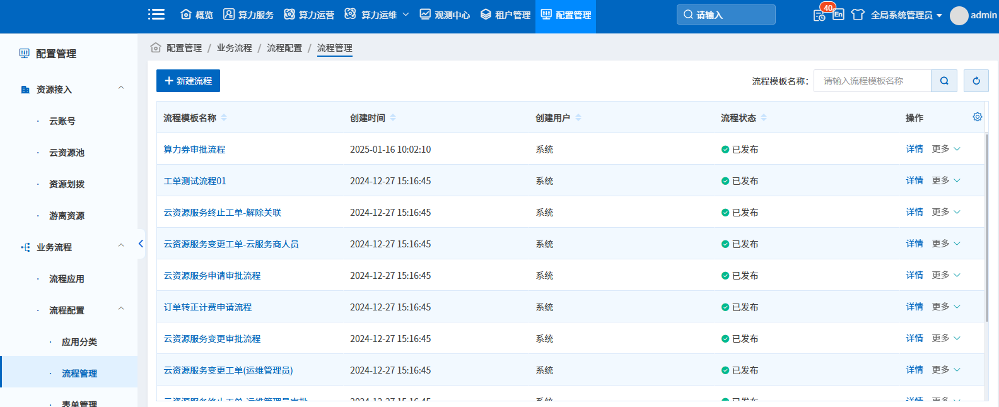 概览 算力服务 算力运营 算力运维 观测中心 租户管理 配置管理 请输入 40 En 全局系统管理员 admin
配置管理
资源接入
云账号
云资源池
资源划拨
游离资源
业务流程
流程应用
流程配置
应用分类
流程管理
表单管理
配置管理 / 业务流程 / 流程配置 / 流程管理
新建流程 流程模板名称： 请输入流程模板名称
流程模板名称 创建时间 创建用户 流程状态 操作
算力券审批流程 2025-01-16 10:02:10 系统 已发布 详情 更多
工单测试流程01 2024-12-27 15:16:45 系统 已发布 详情 更多
云资源服务终止工单-解除关联 2024-12-27 15:16:45 系统 已发布 详情 更多
云资源服务变更工单-云服务商人员 2024-12-27 15:16:45 系统 已发布 详情 更多
云资源服务申请审批流程 2024-12-27 15:16:45 系统 已发布 详情 更多
订单转正计费申请流程 2024-12-27 15:16:45 系统 已发布 详情 更多
云资源服务变更审批流程 2024-12-27 15:16:45 系统 已发布 详情 更多
云资源服务变更工单(运维管理员) 2024-12-27 15:16:45 系统 已发布 详情 更多
云资源服务终止工单-运维管理员审批 2024-12-27 15:16:45 系统 已发布 详情 更多